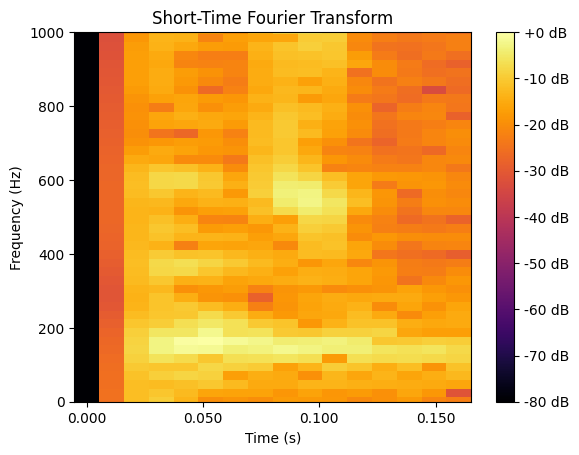 Short-Time Fourier Transform
1000
800
600
400
200
0
Frequency (Hz)
0.000
0.050
0.100
0.150
Time (s)
+0 dB
-10 dB
-20 dB
-30 dB
-40 dB
-50 dB
-60 dB
-70 dB
-80 dB